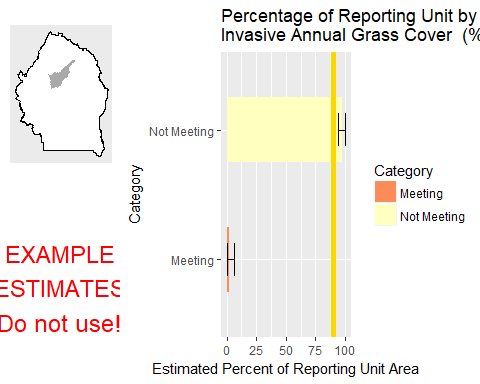 Percentage of Reporting Unit by
Invasive Annual Grass Cover (%
Not Meeting
Meeting
Category
0 25 50 75 100
Estimated Percent of Reporting Unit Area
Category
Meeting
Not Meeting
EXAMPLE
ESTIMATES
Do not use!